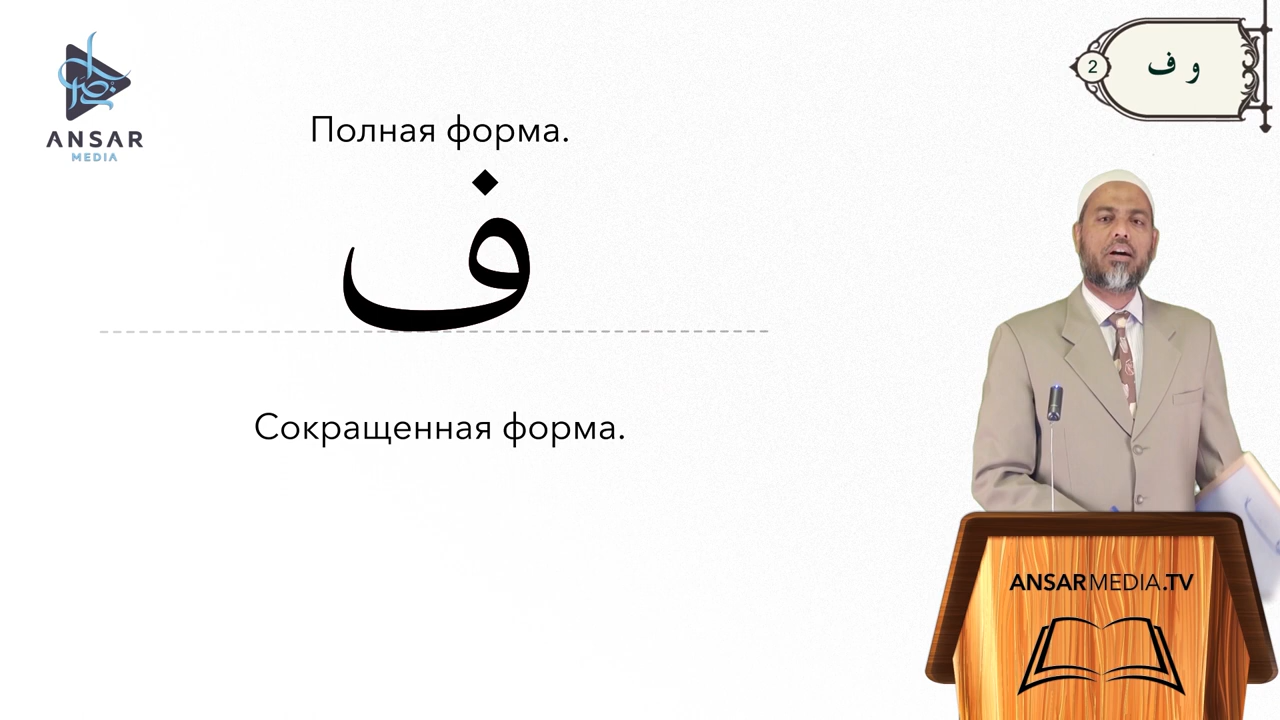 ANSAR
MEDIA
2
و ف
Полная форма.
ف
Сокращенная форма.
ANSARMEDIA.TV